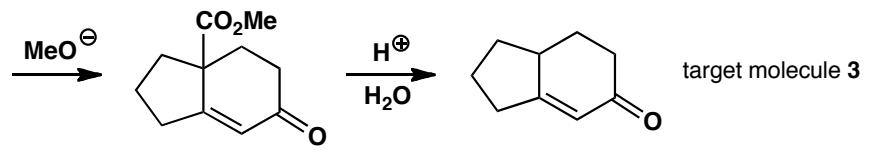 CO₂Me
MeO⊖
H⊕
H₂O
O
O
target molecule 3